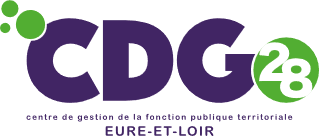 CDG28
centre de gestion de la fonction publique territoriale
EURE-ET-LOIR